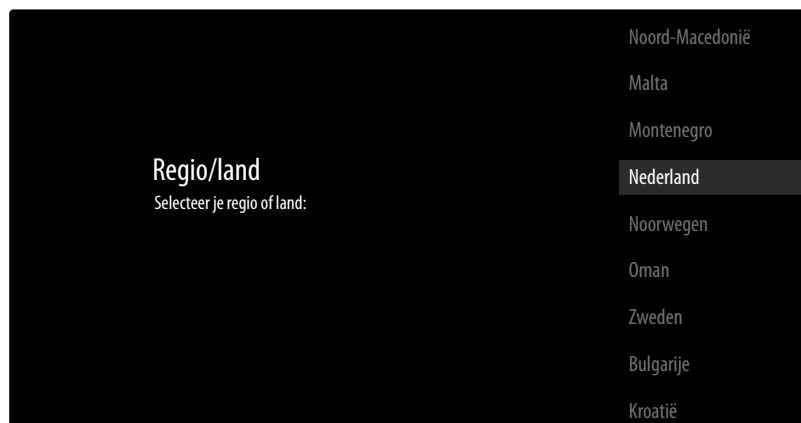 Regio/land
Selecteer je regio of land:
Noord-Macedonië
Malta
Montenegro
Nederland
Noorwegen
Oman
Zweden
Bulgarije
Kroatië